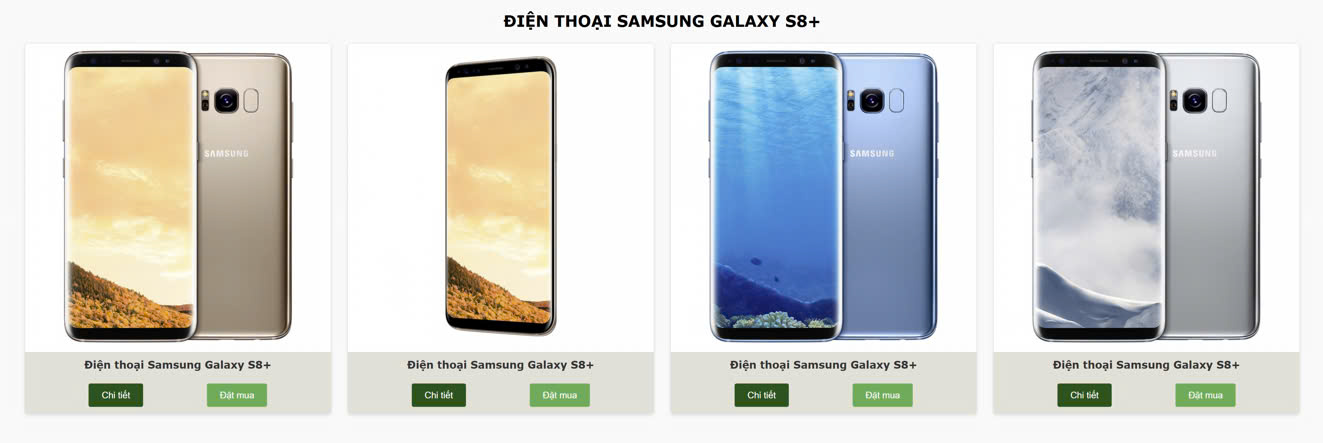 ĐIỆN THOẠI SAMSUNG GALAXY S8+
SAMSUNG
SAMSUNG
SAMSUNG
Điện thoại Samsung Galaxy S8+
Điện thoại Samsung Galaxy S8+
Điện thoại Samsung Galaxy S8+
Điện thoại Samsung Galaxy S8+
Chi tiết
Đặt mua
Chi tiết
Đặt mua
Chi tiết
Đặt mua
Chi tiết
Đặt mua